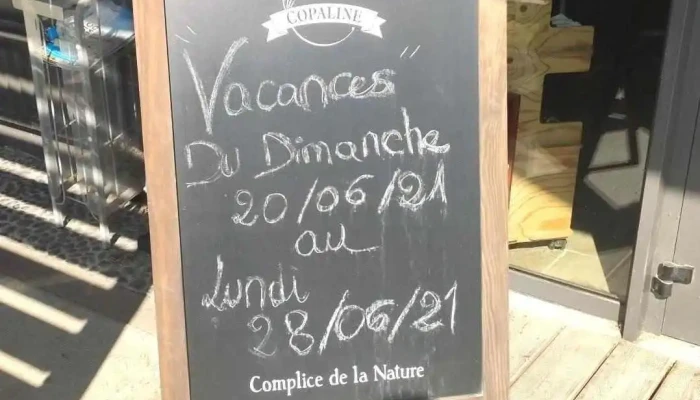 COPALINE
"Vacances"
Du Dimanche
20/06/21
au
Lundi
28/06/21
Complice de la Nature